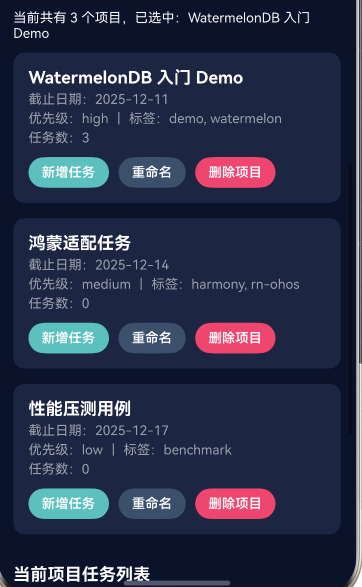 当前共有 3 个项目，已选中：WatermelonDB 入门
Demo
WatermelonDB 入门 Demo
截止日期：2025-12-11
优先级：high ｜ 标签：demo, watermelon
任务数：3
新增任务 重命名 删除项目
鸿蒙适配任务
截止日期：2025-12-14
优先级：medium ｜ 标签：harmony, rn-ohos
任务数：0
新增任务 重命名 删除项目
性能压测用例
截止日期：2025-12-17
优先级：low ｜ 标签：benchmark
任务数：0
新增任务 重命名 删除项目
当前项目任务列表